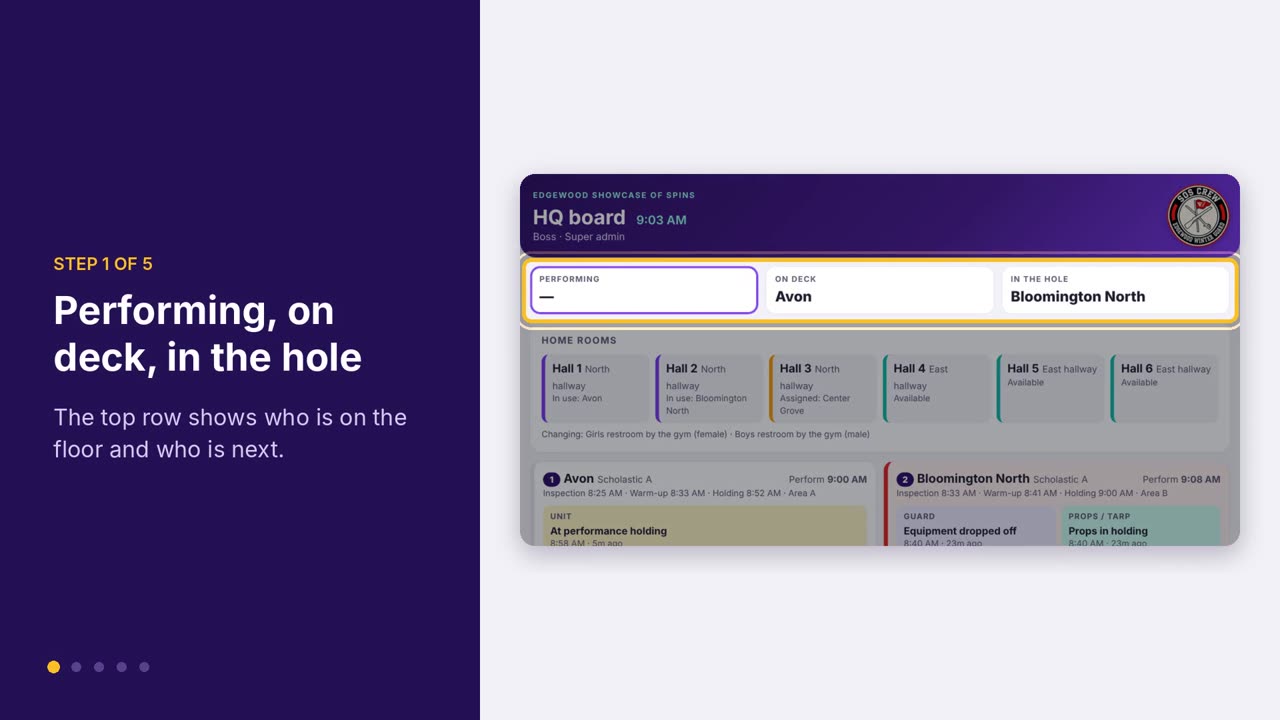 STEP 1 OF 5
Performing, on
deck, in the hole
The top row shows who is on the
floor and who is next.
EDGEWOOD SHOWCASE OF SPINS
HQ board 9:03 AM
Boss · Super admin
SOS CREW
EDGEWOOD WINTER GUARD
PERFORMING
—
ON DECK
Avon
IN THE HOLE
Bloomington North
HOME ROOMS
Hall 1 North
hallway
In use: Avon
Hall 2 North
hallway
In use: Bloomington
North
Hall 3 North
hallway
Assigned: Center
Grove
Hall 4 East
hallway
Available
Hall 5 East hallway
Available
Hall 6 East hallway
Available
Changing: Girls restroom by the gym (female) · Boys restroom by the gym (male)
1 Avon Scholastic A Perform 9:00 AM
Inspection 8:25 AM · Warm-up 8:33 AM · Holding 8:52 AM · Area A
UNIT
At performance holding
8:58 AM · 5m ago
2 Bloomington North Scholastic A Perform 9:08 AM
Inspection 8:33 AM · Warm-up 8:41 AM · Holding 9:00 AM · Area B
GUARD
Equipment dropped off
8:40 AM · 23m ago
PROPS / TARP
Props in holding
8:40 AM · 23m ago